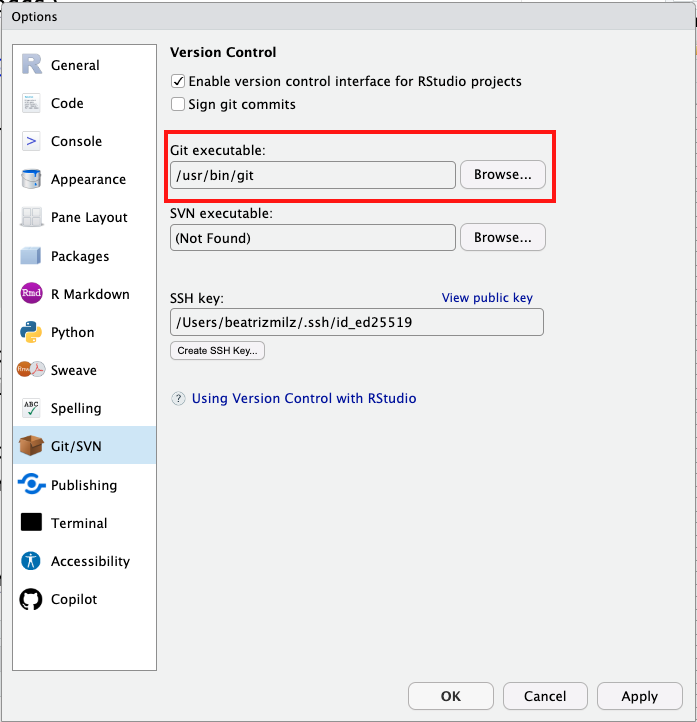 Options
General
Code
Console
Appearance
Pane Layout
Packages
Rmd R Markdown
Python
Sweave
ABC Spelling
Git/SVN
Publishing
Terminal
Accessibility
Copilot
Version Control
Enable version control interface for RStudio projects
Sign git commits
Git executable:
/usr/bin/git Browse...
SVN executable:
(Not Found) Browse...
SSH key: View public key
/Users/beatrizmilz/.ssh/id_ed25519
Create SSH Key...
? Using Version Control with RStudio
OK Cancel Apply